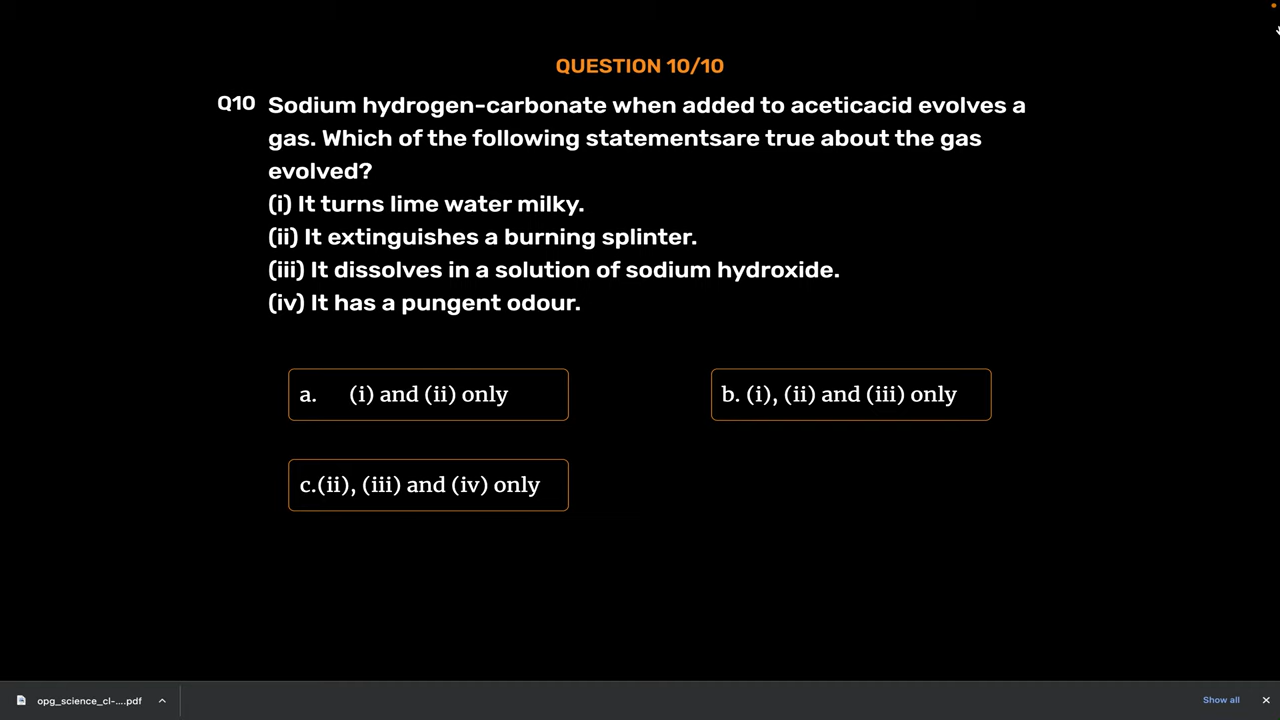 QUESTION 10/10
Q10 Sodium hydrogen-carbonate when added to aceticacid evolves a
gas. Which of the following statementsare true about the gas
evolved?
(i) It turns lime water milky.
(ii) It extinguishes a burning splinter.
(iii) It dissolves in a solution of sodium hydroxide.
(iv) It has a pungent odour.
a. (i) and (ii) only
b. (i), (ii) and (iii) only
c.(ii), (iii) and (iv) only
opg_science_cl-....pdf
Show all